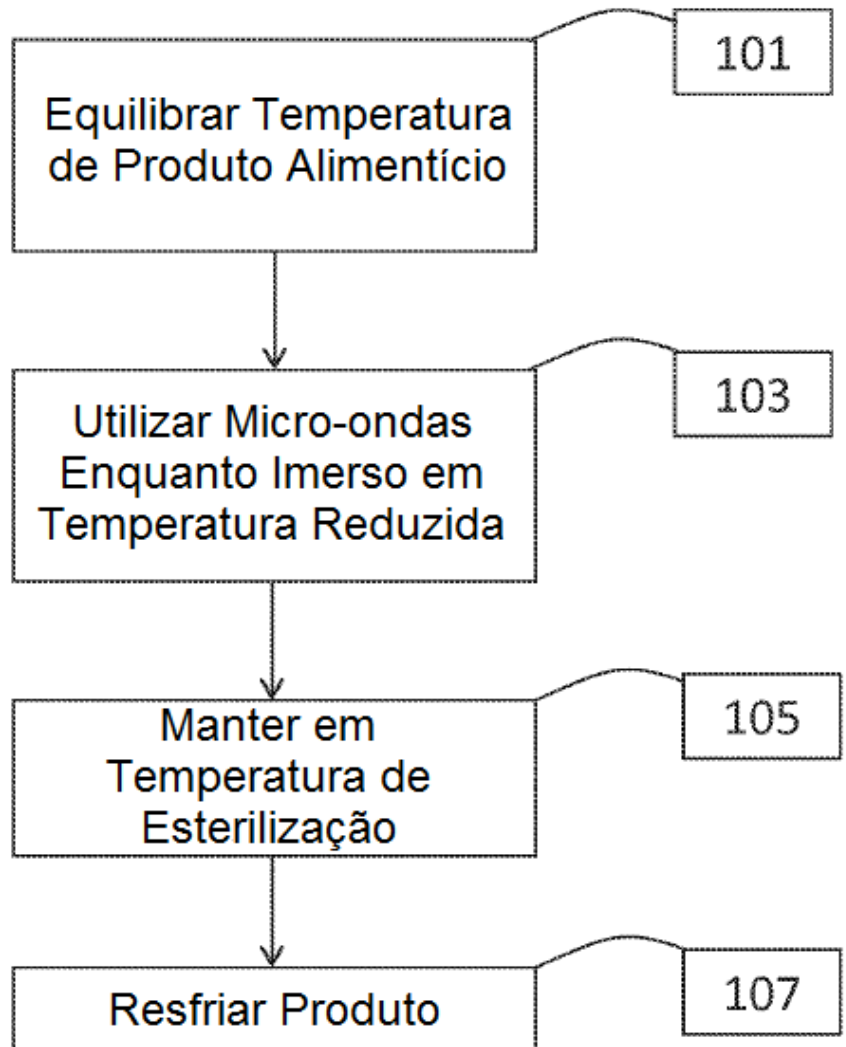 101
Equilibrar Temperatura
de Produto Alimentício
103
Utilizar Micro-ondas
Enquanto Imerso em
Temperatura Reduzida
105
Manter em
Temperatura de
Esterilização
107
Resfriar Produto